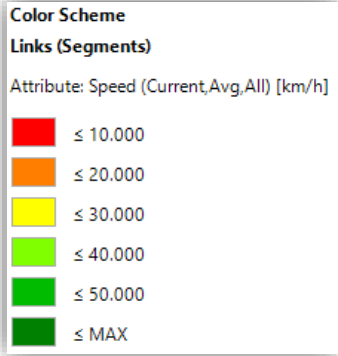 Color Scheme
Links (Segments)
Attribute: Speed (Current,Avg,All) [km/h]
≤ 10.000
≤ 20.000
≤ 30.000
≤ 40.000
≤ 50.000
≤ MAX